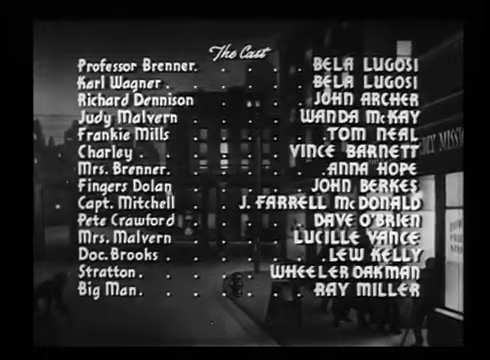 The Cast
Professor Brenner. . . . . . BELA LUGOSI
Karl Wagner . . . . . . BELA LUGOSI
Richard Dennison . . . . . JOHN ARCHER
Judy Malvern . . . . . WANDA McKAY
Frankie Mills . . . . . . TOM NEAL
Charley . . . . . . VINCE BARNETT
Mrs. Brenner. . . . . . ANNA HOPE
Fingers Dolan . . . . . JOHN BERKES
Capt. Mitchell . . . J. FARRELL McDONALD
Pete Crawford . . . . . DAVE O'BRIEN
Mrs. Malvern . . . . LUCILLE VANCE
Doc. Brooks . . . . . . LEW KELLY
Stratton . . . . . WHEELER OAKMAN
Big Man. . . . . . . RAY MILLER
MISSION